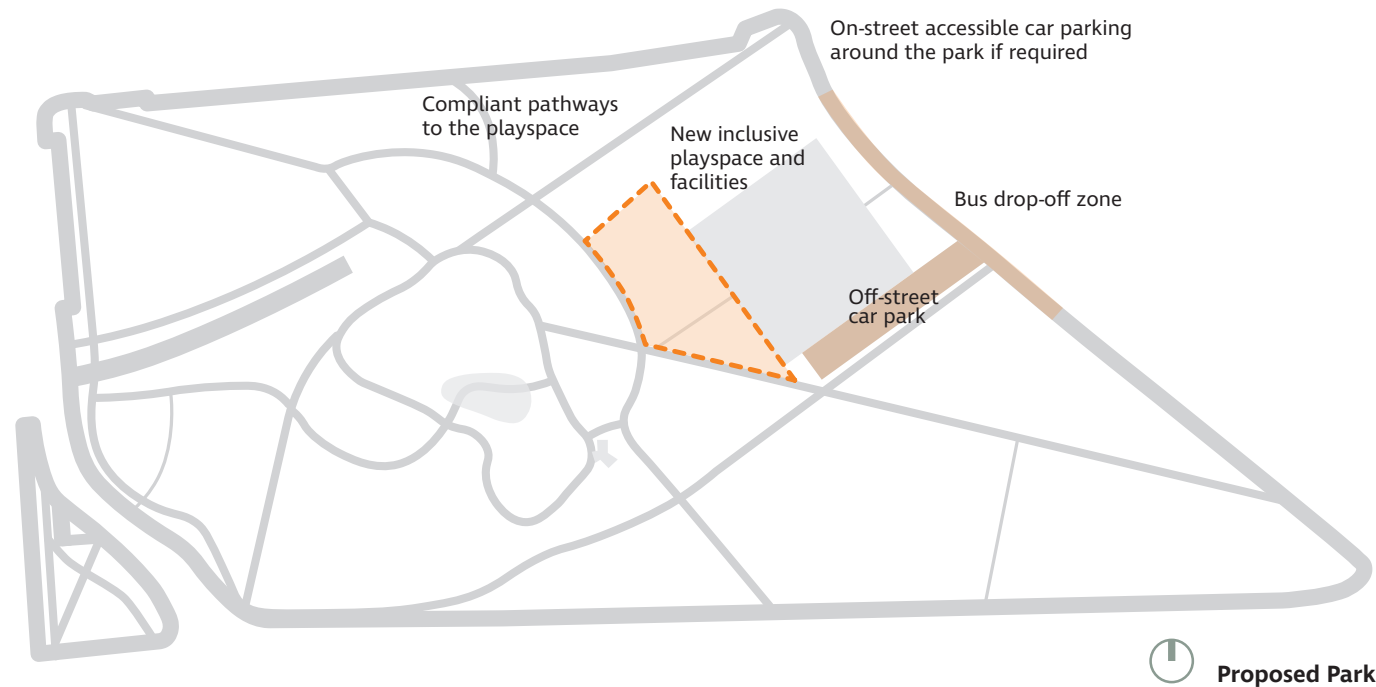 On-street accessible car parking
around the park if required
Compliant pathways
to the playspace
New inclusive
playspace and
facilities
Bus drop-off zone
Off-street
car park
Proposed Park